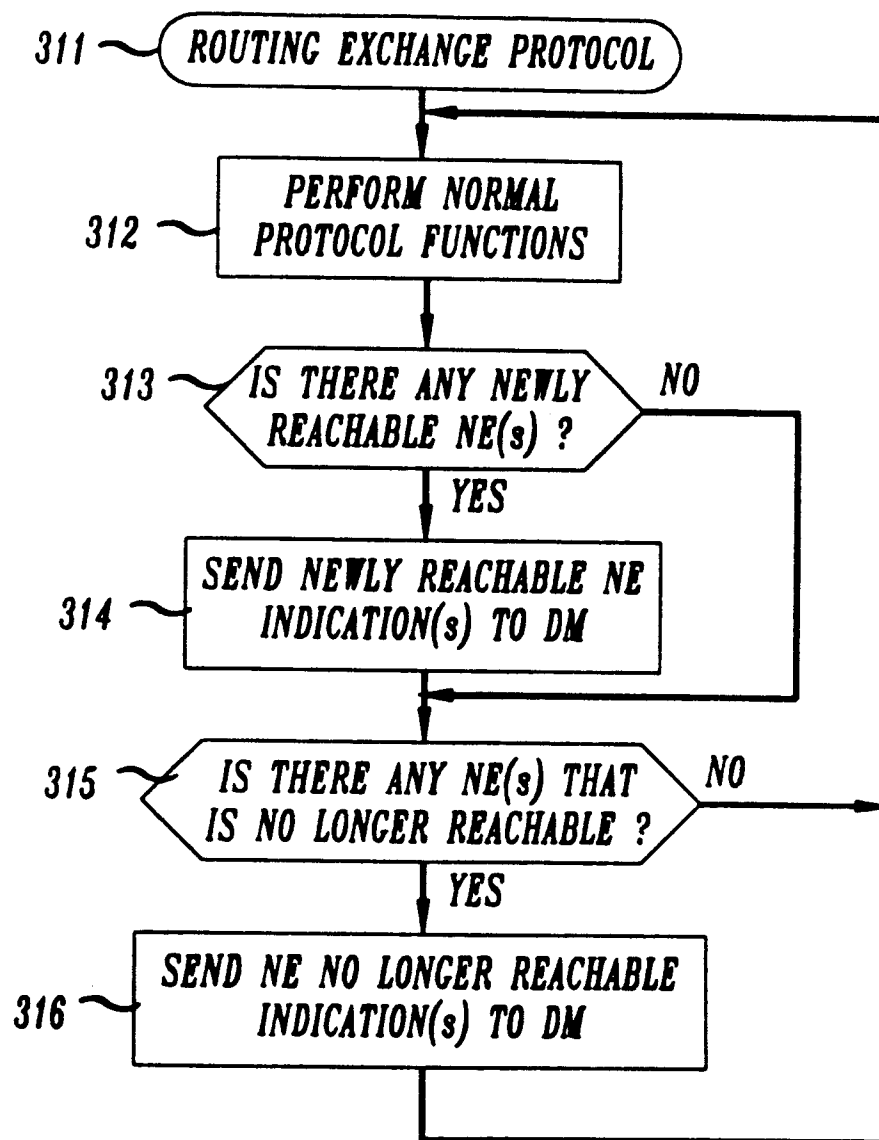 311
ROUTING EXCHANGE PROTOCOL
312
PERFORM NORMAL
PROTOCOL FUNCTIONS
313
IS THERE ANY NEWLY
REACHABLE NE(s) ?
NO
YES
314
SEND NEWLY REACHABLE NE
INDICATION(s) TO DM
315
IS THERE ANY NE(s) THAT
IS NO LONGER REACHABLE ?
NO
YES
316
SEND NE NO LONGER REACHABLE
INDICATION(s) TO DM